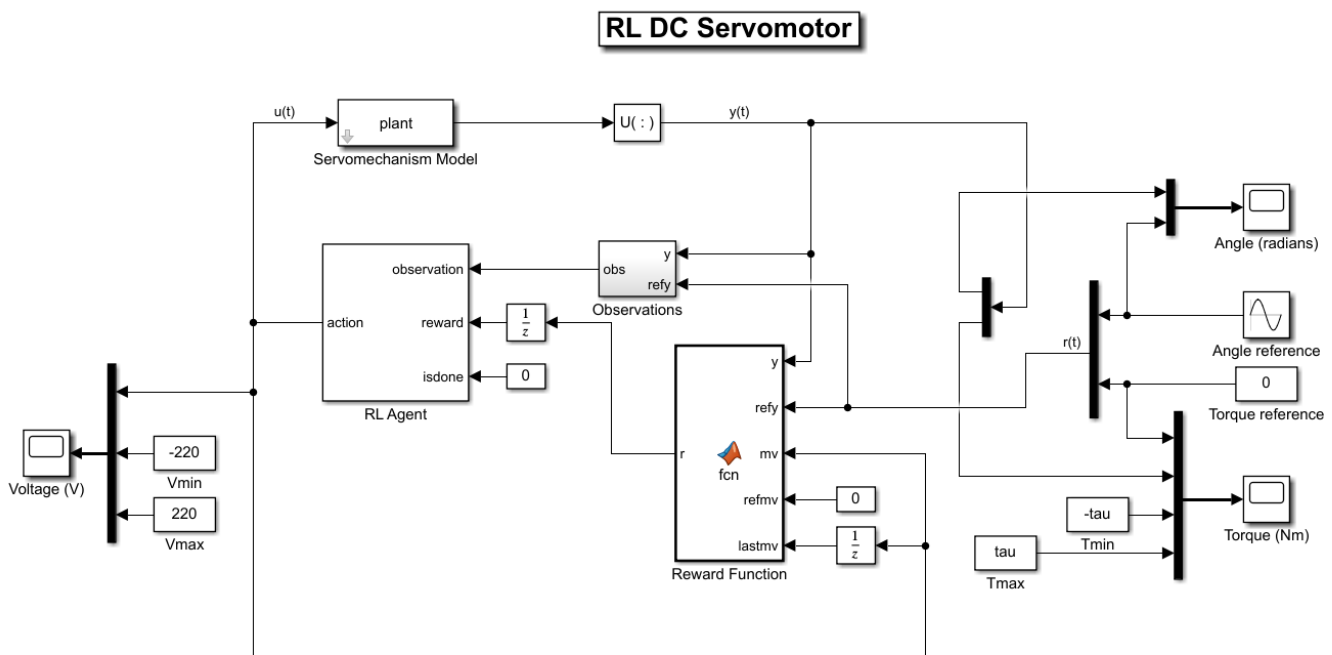 RL DC Servomotor
u(t)
plant
Servomechanism Model
U( : )
y(t)
observation
action
reward
isdone
RL Agent
1
z
0
obs
y
refy
Observations
y
refy
r
mv
fcn
refmv
lastmv
Reward Function
0
1
z
r(t)
Angle (radians)
Angle reference
0
Torque reference
-tau
Tmin
tau
Tmax
Torque (Nm)
Voltage (V)
-220
Vmin
220
Vmax